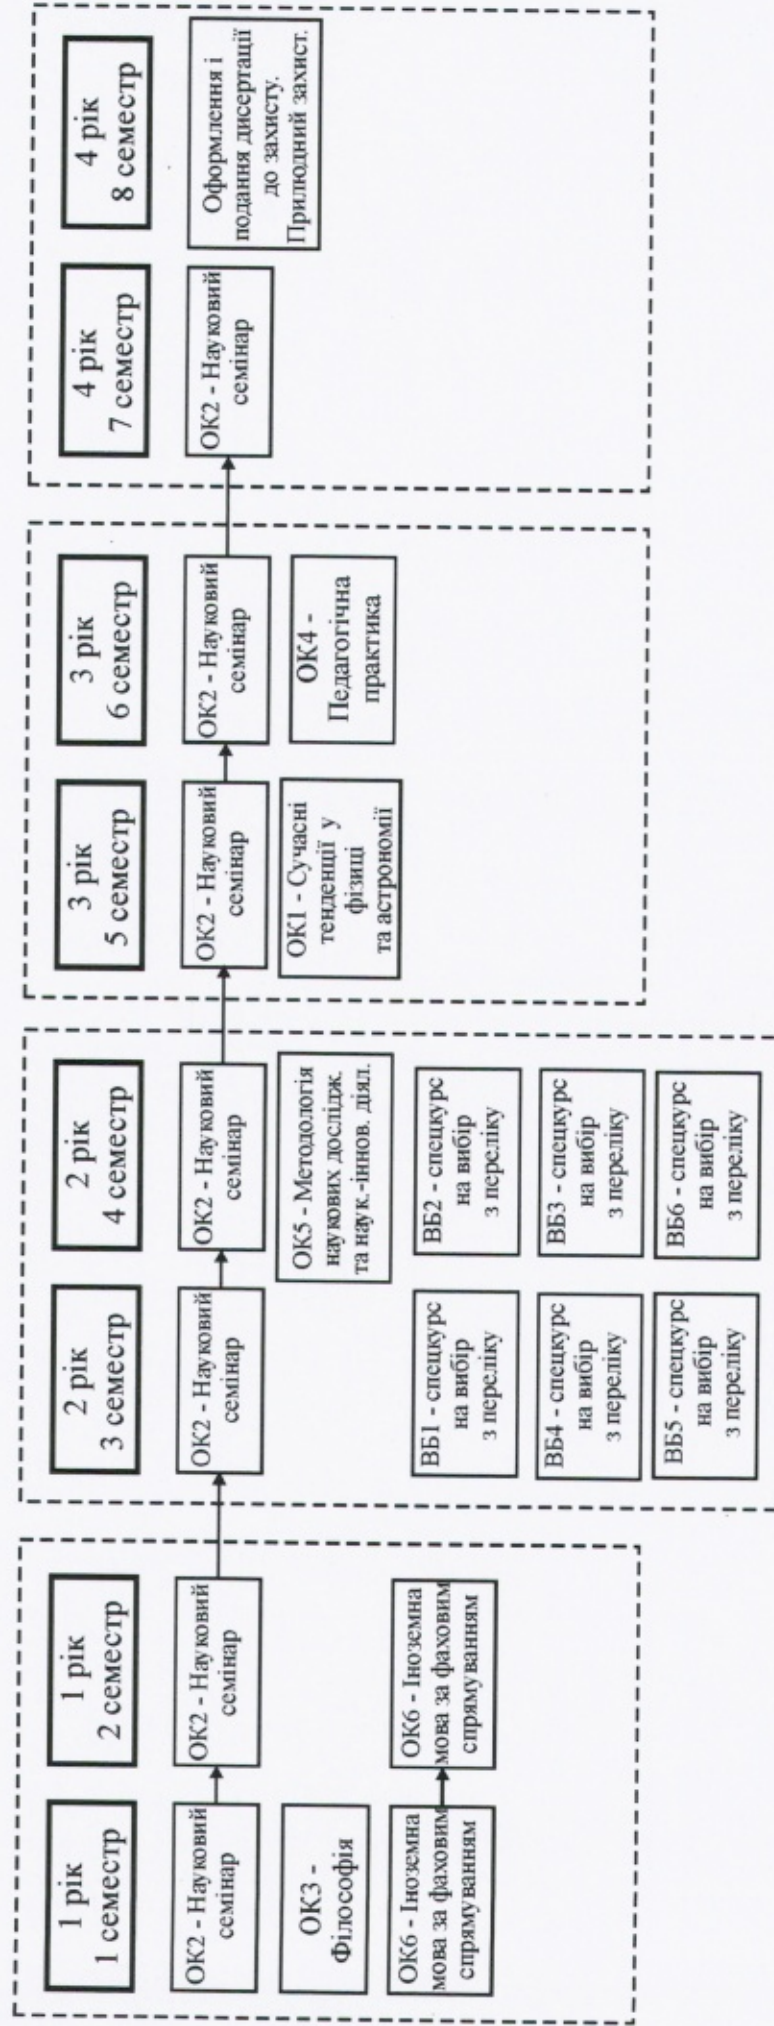 1 рік
1 семестр
ОК2 - Науковий
семінар
ОК3 -
Філософія
ОК6 - Іноземна
мова за фаховим
спрямуванням
1 рік
2 семестр
ОК2 - Науковий
семінар
ОК6 - Іноземна
мова за фаховим
спрямуванням
2 рік
3 семестр
ОК2 - Науковий
семінар
ВБ1 - спецкурс
на вибір
з переліку
ВБ4 - спецкурс
на вибір
з переліку
ВБ5 - спецкурс
на вибір
з переліку
2 рік
4 семестр
ОК2 - Науковий
семінар
ОК5 - Методологія
наукових дослідж.
та наук.-іннов. діял.
ВБ2 - спецкурс
на вибір
з переліку
ВБ3 - спецкурс
на вибір
з переліку
ВБ6 - спецкурс
на вибір
з переліку
3 рік
5 семестр
ОК2 - Науковий
семінар
ОК1 - Сучасні
тенденції у
фізиці
та астрономії
3 рік
6 семестр
ОК2 - Науковий
семінар
ОК4 -
Педагогічна
практика
4 рік
7 семестр
ОК2 - Науковий
семінар
4 рік
8 семестр
Оформлення і
подання дисертації
до захисту.
Прилюдний захист.